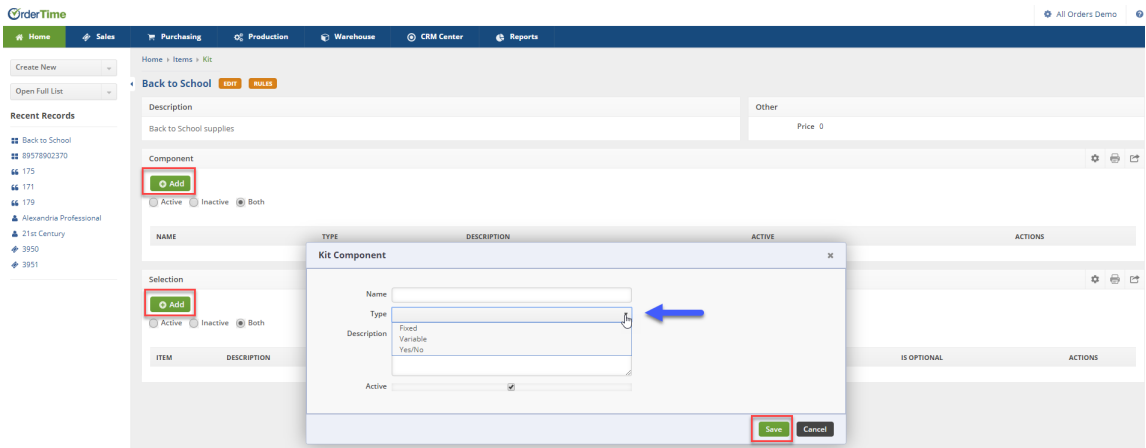 OrderTime
All Orders Demo
Home
Sales
Purchasing
Production
Warehouse
CRM Center
Reports
Create New
Open Full List
Recent Records
Back to School
89578902370
175
171
179
Alexandria Professional
21st Century
3950
3951
Home › Items › Kit
Back to School EDIT RULES
Description
Back to School supplies
Other
Price 0
Component
Add
Active Inactive Both
NAME TYPE DESCRIPTION ACTIVE ACTIONS
Selection
Add
Active Inactive Both
ITEM DESCRIPTION IS OPTIONAL ACTIONS
Kit Component
Name
Type
Fixed
Description
Variable
Yes/No
Active
Save Cancel